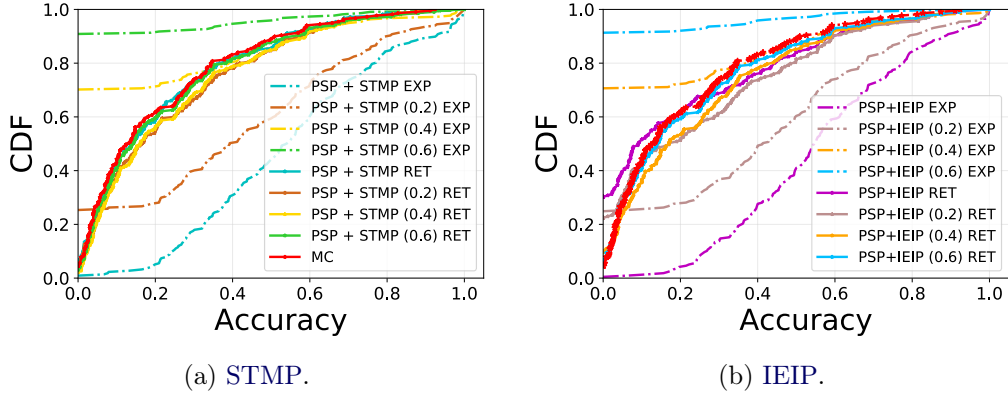 1.0
0.8
0.6
0.4
0.2
0.0
CDF
PSP + STMP EXP
PSP + STMP (0.2) EXP
PSP + STMP (0.4) EXP
PSP + STMP (0.6) EXP
PSP + STMP RET
PSP + STMP (0.2) RET
PSP + STMP (0.4) RET
PSP + STMP (0.6) RET
MC
0.0 0.2 0.4 0.6 0.8 1.0
Accuracy
(a) STMP.
1.0
0.8
0.6
0.4
0.2
0.0
CDF
PSP+IEIP EXP
PSP+IEIP (0.2) EXP
PSP+IEIP (0.4) EXP
PSP+IEIP (0.6) EXP
PSP+IEIP RET
PSP+IEIP (0.2) RET
PSP+IEIP (0.4) RET
PSP+IEIP (0.6) RET
0.0 0.2 0.4 0.6 0.8 1.0
Accuracy
(b) IEIP.